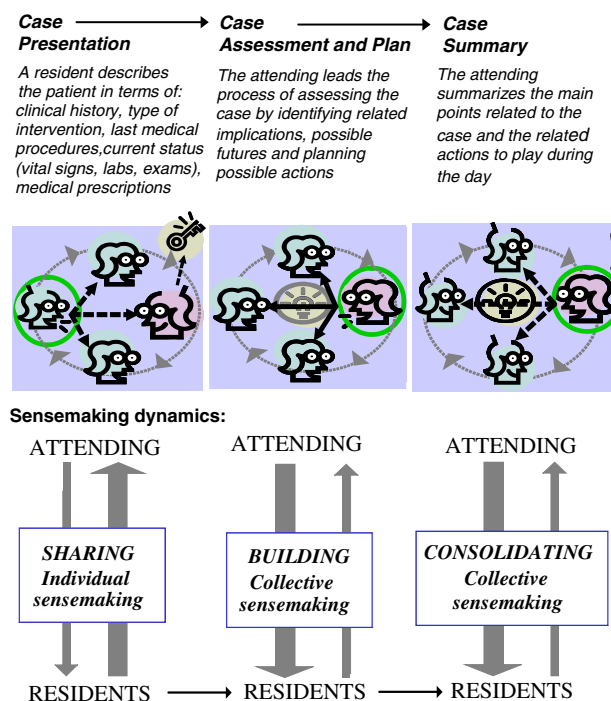 Case
Presentation
A resident describes
the patient in terms of:
clinical history, type of
intervention, last medical
procedures,current status
(vital signs, labs, exams),
medical prescriptions
Case
Assessment and Plan
The attending leads the
process of assessing the
case by identifying related
implications, possible
futures and planning
possible actions
Case
Summary
The attending
summarizes the main
points related to the
case and the related
actions to play during
the day
Sensemaking dynamics:
ATTENDING
ATTENDING
ATTENDING
SHARING
Individual
sensemaking
BUILDING
Collective
sensemaking
CONSOLIDATING
Collective
sensemaking
RESIDENTS
RESIDENTS
RESIDENTS